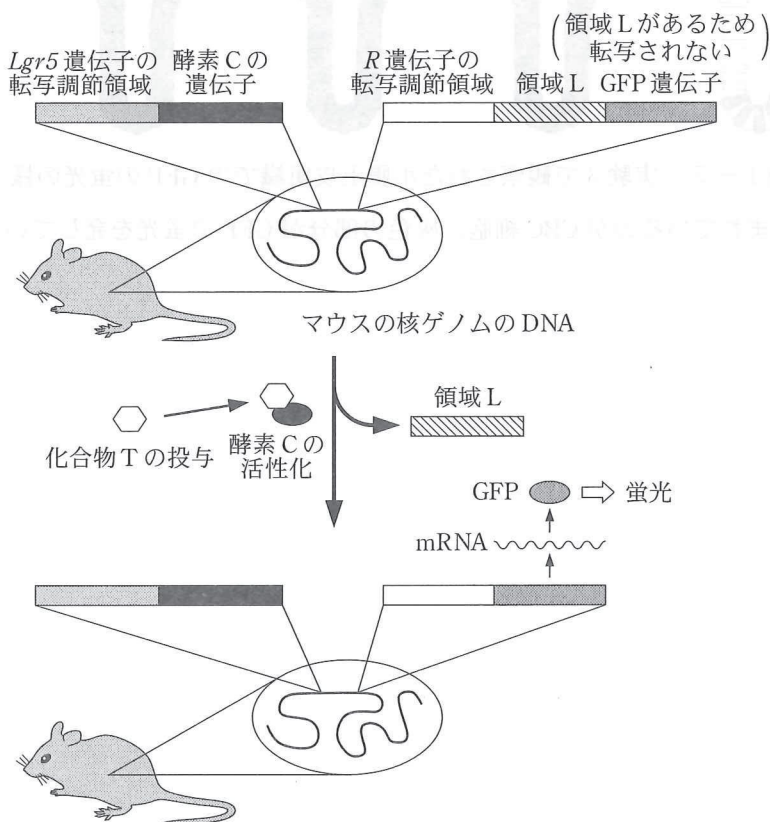 (領域Lがあるため
転写されない)
Lgr5遺伝子の
転写調節領域
酵素Cの
遺伝子
R遺伝子の
転写調節領域
領域L
GFP遺伝子
マウスの核ゲノムのDNA
化合物Tの投与
酵素Cの
活性化
領域L
GFP
蛍光
mRNA